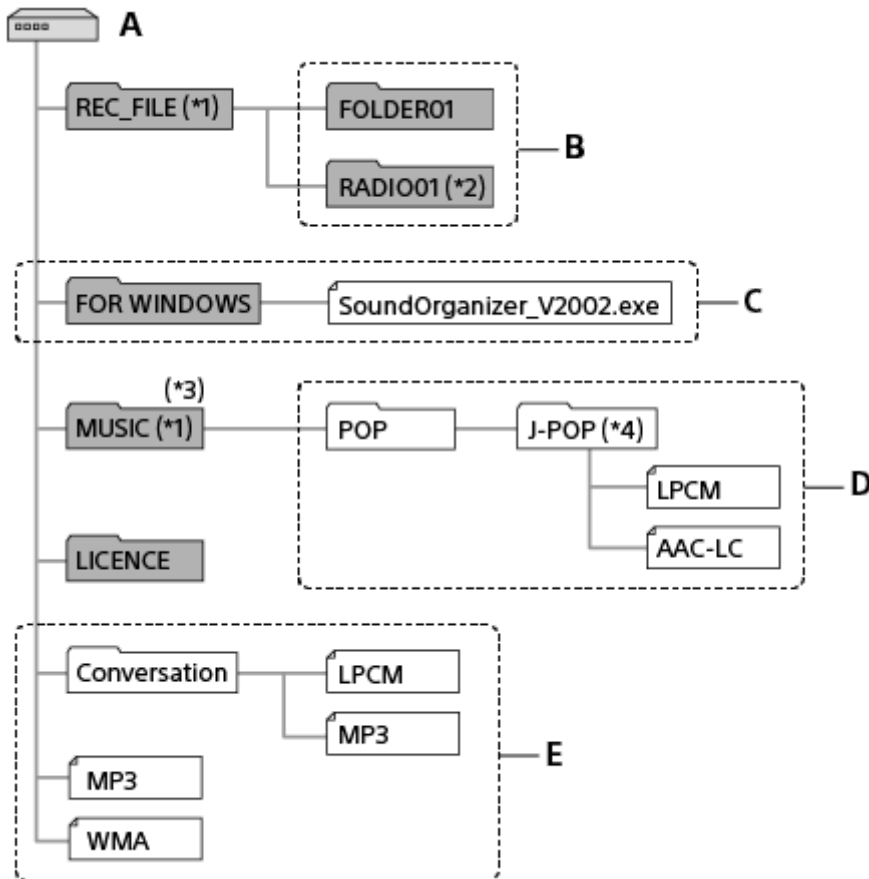 A
REC_FILE (*1)
FOLDER01
RADIO01 (*2)
B
FOR WINDOWS
SoundOrganizer_V2002.exe
C
(*3)
MUSIC (*1)
POP
J-POP (*4)
LPCM
AAC-LC
D
LICENCE
Conversation
LPCM
MP3
E
MP3
WMA